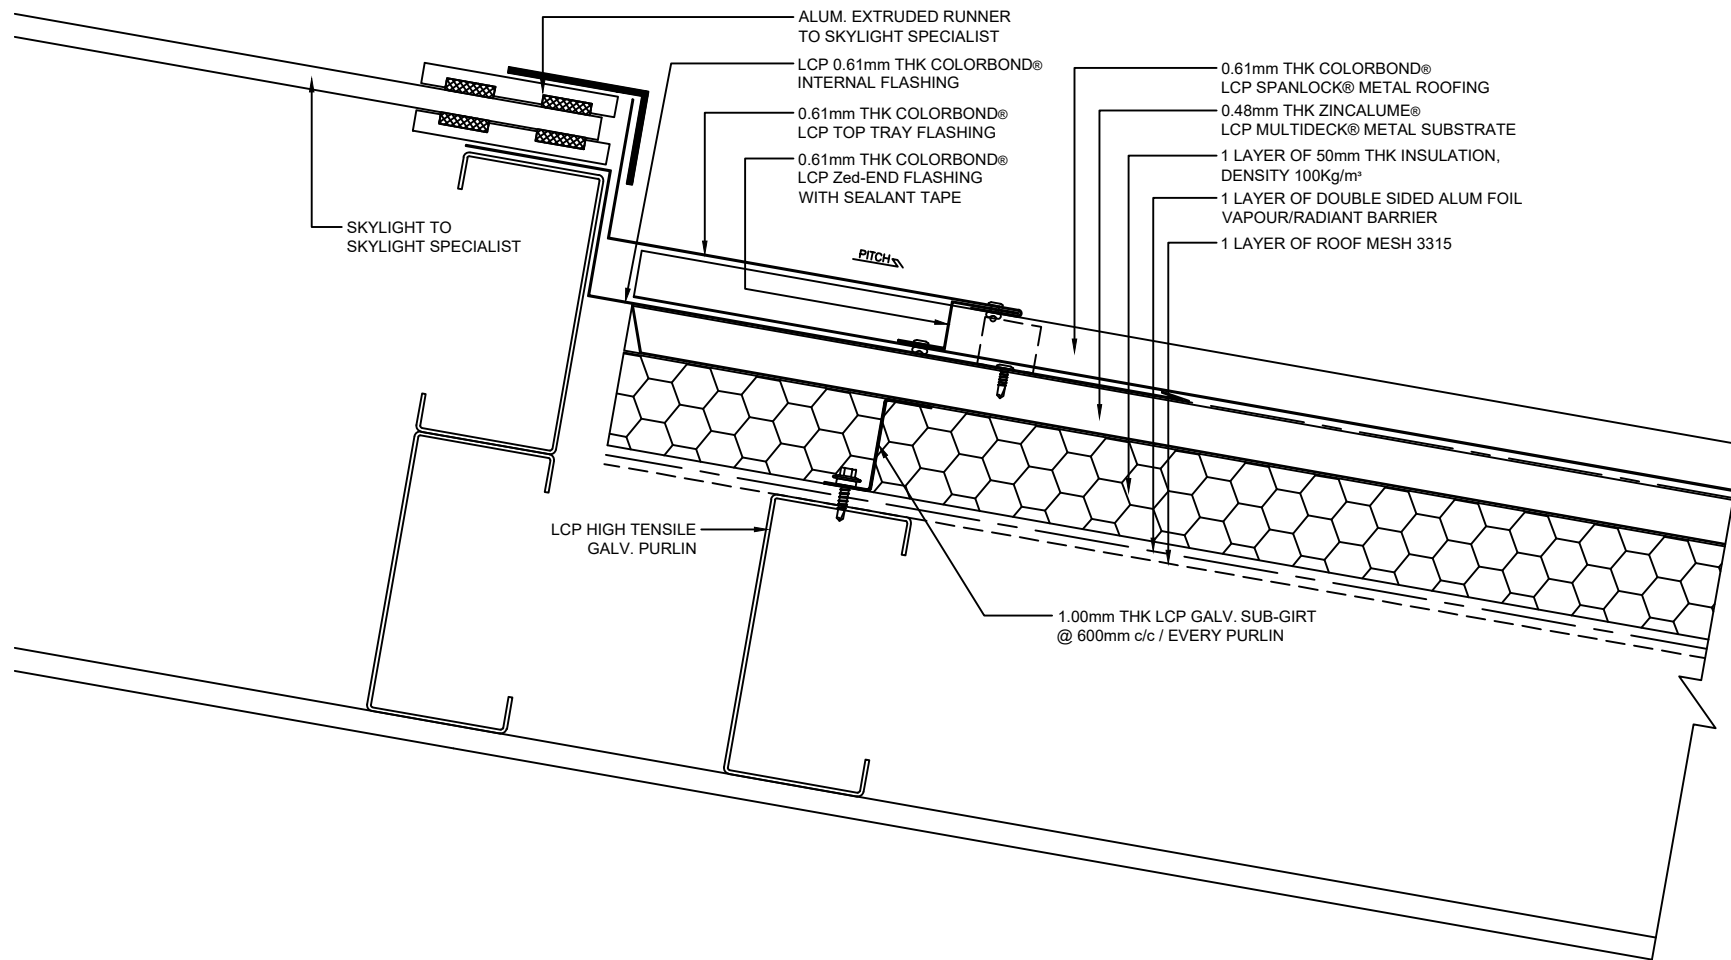 ALUM. EXTRUDED RUNNER
TO SKYLIGHT SPECIALIST
LCP 0.61mm THK COLORBOND®
INTERNAL FLASHING
0.61mm THK COLORBOND®
LCP TOP TRAY FLASHING
0.61mm THK COLORBOND®
LCP Zed-END FLASHING
WITH SEALANT TAPE
0.61mm THK COLORBOND®
LCP SPANLOCK® METAL ROOFING
0.48mm THK ZINCALUME®
LCP MULTIDECK® METAL SUBSTRATE
1 LAYER OF 50mm THK INSULATION,
DENSITY 100Kg/m³
1 LAYER OF DOUBLE SIDED ALUM FOIL
VAPOUR/RADIANT BARRIER
1 LAYER OF ROOF MESH 3315
SKYLIGHT TO
SKYLIGHT SPECIALIST
PITCH
LCP HIGH TENSILE
GALV. PURLIN
1.00mm THK LCP GALV. SUB-GIRT
@ 600mm c/c / EVERY PURLIN